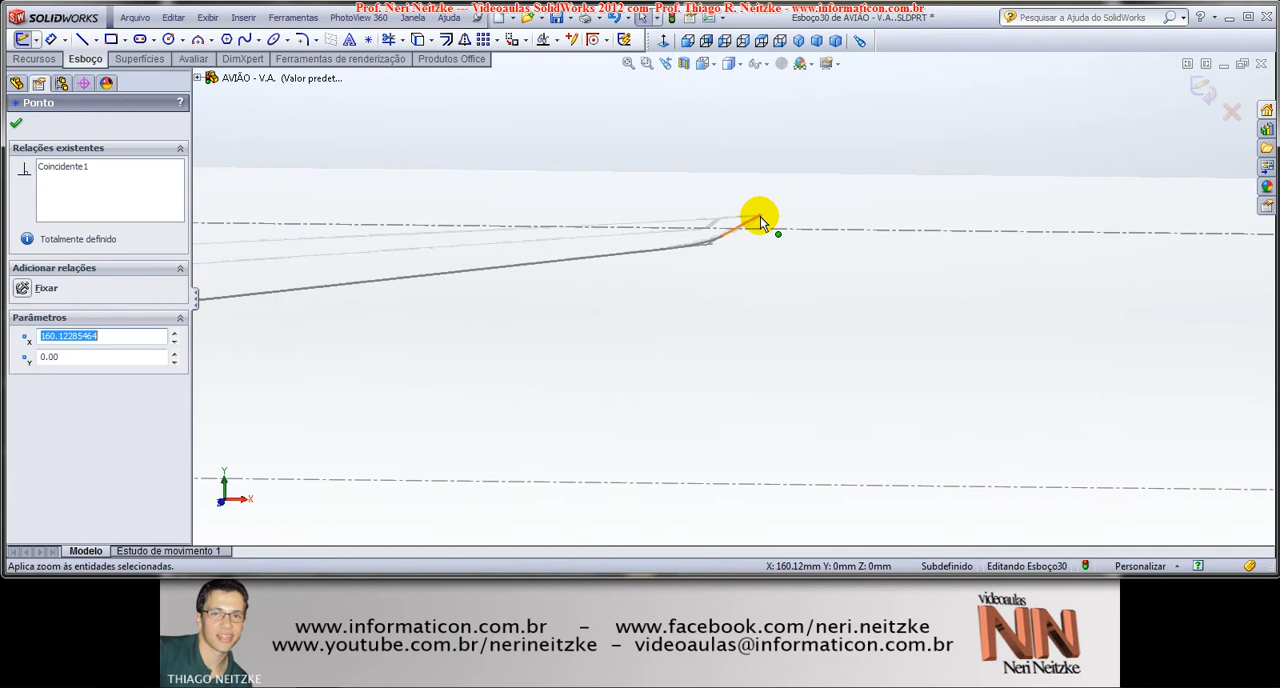 Prof. Neri Neitzke --- Videoaulas SolidWorks 2012 com Prof. Thiago R. Neitzke - www.informaticon.com.br
SOLIDWORKS
Arquivo Editar Exibir Inserir Ferramentas PhotoView 360 Janela Ajuda
Esboço30 de AVIÃO - V.A..SLDPRT *
Pesquisar a Ajuda do SolidWorks
Recursos Esboço Superfícies Avaliar DimXpert Ferramentas de renderização Produtos Office
AVIÃO - V.A. (Valor predet...
Ponto ?
Relações existentes
Coincidente1
Totalmente definido
Adicionar relações
Fixar
Parâmetros
X 160.12285464
Y 0.00
Y
X
Modelo Estudo de movimento 1
Aplica zoom às entidades selecionadas. X: 160.12mm Y: 0mm Z: 0mm Subdefinido Editando Esboço30 Personalizar
www.informaticon.com.br - www.facebook.com/neri.neitzke
www.youtube.com.br/nerineitzke - videoaulas@informaticon.com.br
THIAGO NEITZKE
videoaulas
NN
Neri Neitzke